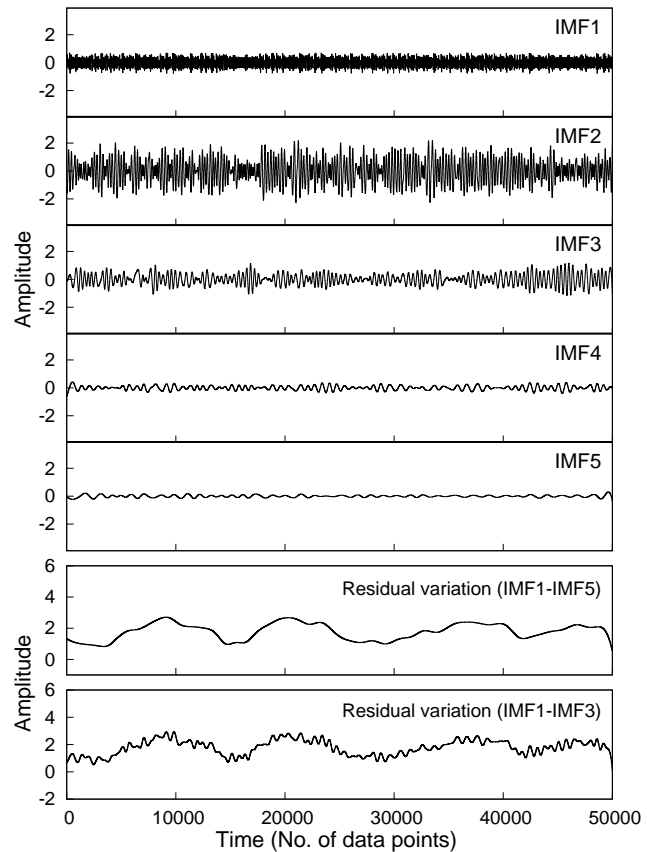 IMF1
2
0
-2
IMF2
2
0
-2
IMF3
2
0
-2
IMF4
2
0
-2
IMF5
2
0
-2
Amplitude
Residual variation (IMF1-IMF5)
6
4
2
0
Residual variation (IMF1-IMF3)
6
4
2
0
-2
Amplitude
0 10000 20000 30000 40000 50000
Time (No. of data points)